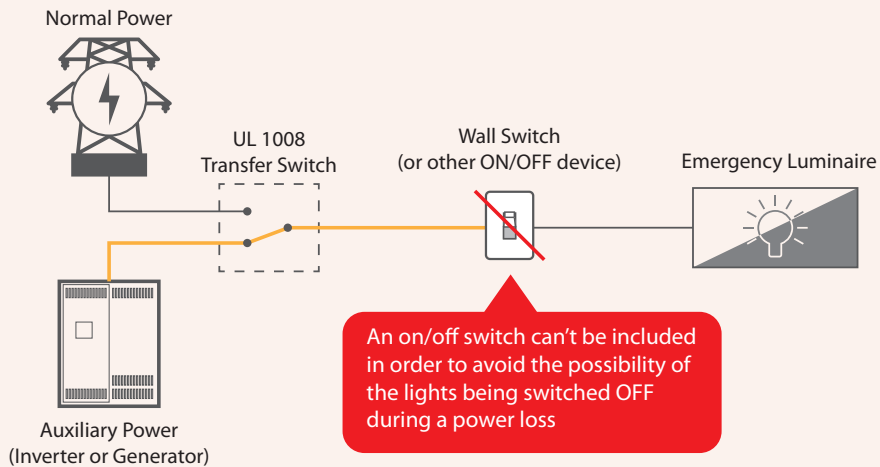 Normal Power
UL 1008
Transfer Switch
Wall Switch
(or other ON/OFF device)
Emergency Luminaire
An on/off switch can't be included
in order to avoid the possibility of
the lights being switched OFF
during a power loss
Auxiliary Power
(Inverter or Generator)